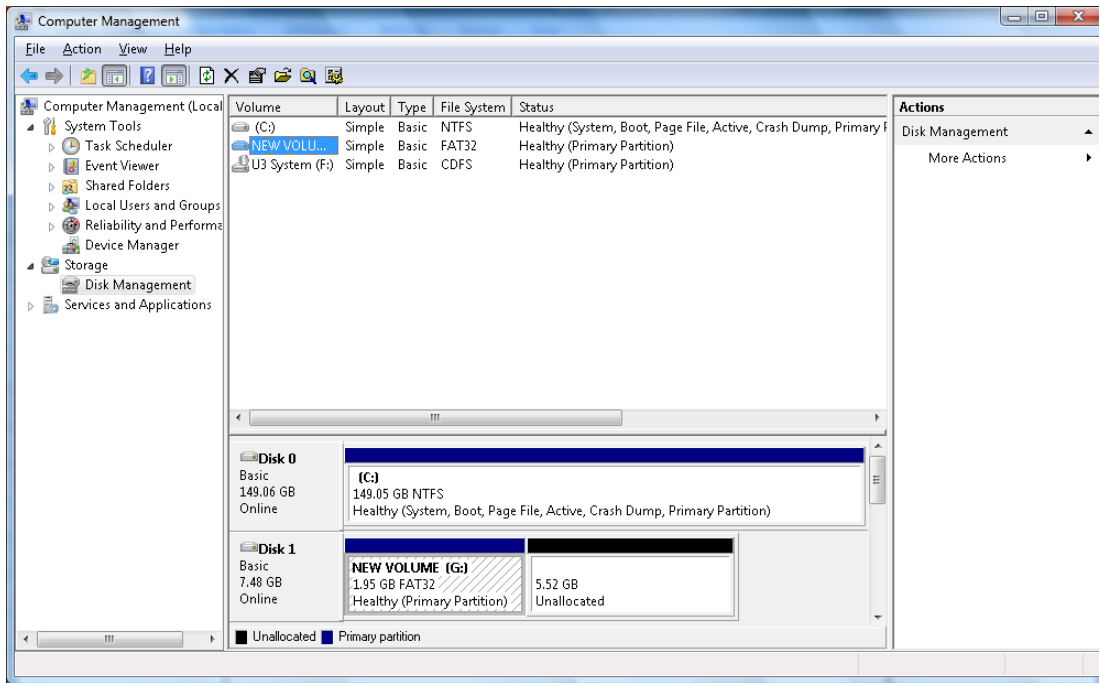 Computer Management
File Action View Help
Computer Management (Local
System Tools
Task Scheduler
Event Viewer
Shared Folders
Local Users and Groups
Reliability and Performa
Device Manager
Storage
Disk Management
Services and Applications
Volume Layout Type File System Status
(C:) Simple Basic NTFS Healthy (System, Boot, Page File, Active, Crash Dump, Primary P
NEW VOLU... Simple Basic FAT32 Healthy (Primary Partition)
U3 System (F:) Simple Basic CDFS Healthy (Primary Partition)
Disk 0
Basic
149.06 GB
Online
(C:)
149.05 GB NTFS
Healthy (System, Boot, Page File, Active, Crash Dump, Primary Partition)
Disk 1
Basic
7.48 GB
Online
NEW VOLUME (G:)
1.95 GB FAT32
Healthy (Primary Partition)
5.52 GB
Unallocated
Unallocated Primary partition
Actions
Disk Management
More Actions